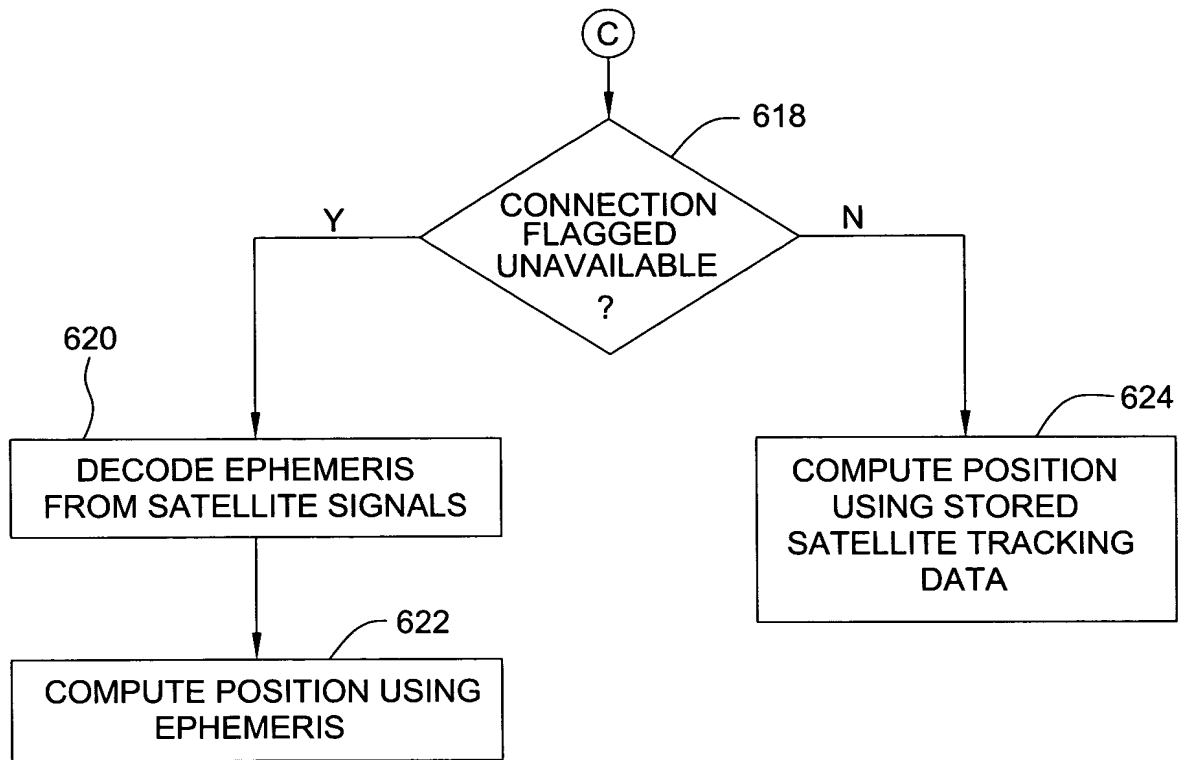 C
618
CONNECTION
FLAGGED
UNAVAILABLE
?
Y
N
620
DECODE EPHEMERIS
FROM SATELLITE SIGNALS
624
COMPUTE POSITION
USING STORED
SATELLITE TRACKING
DATA
622
COMPUTE POSITION USING
EPHEMERIS